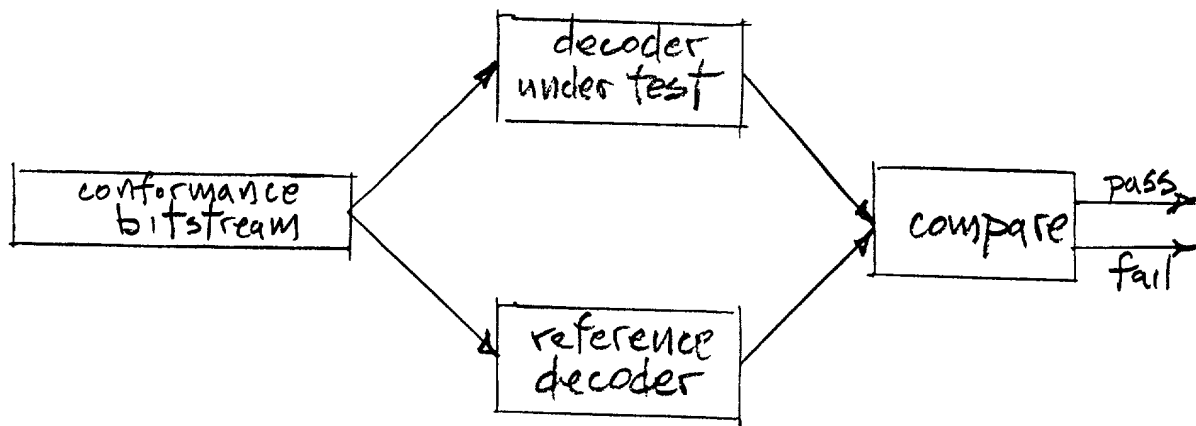 decoder
under test
conformance
bitstream
compare
pass
fail
reference
decoder